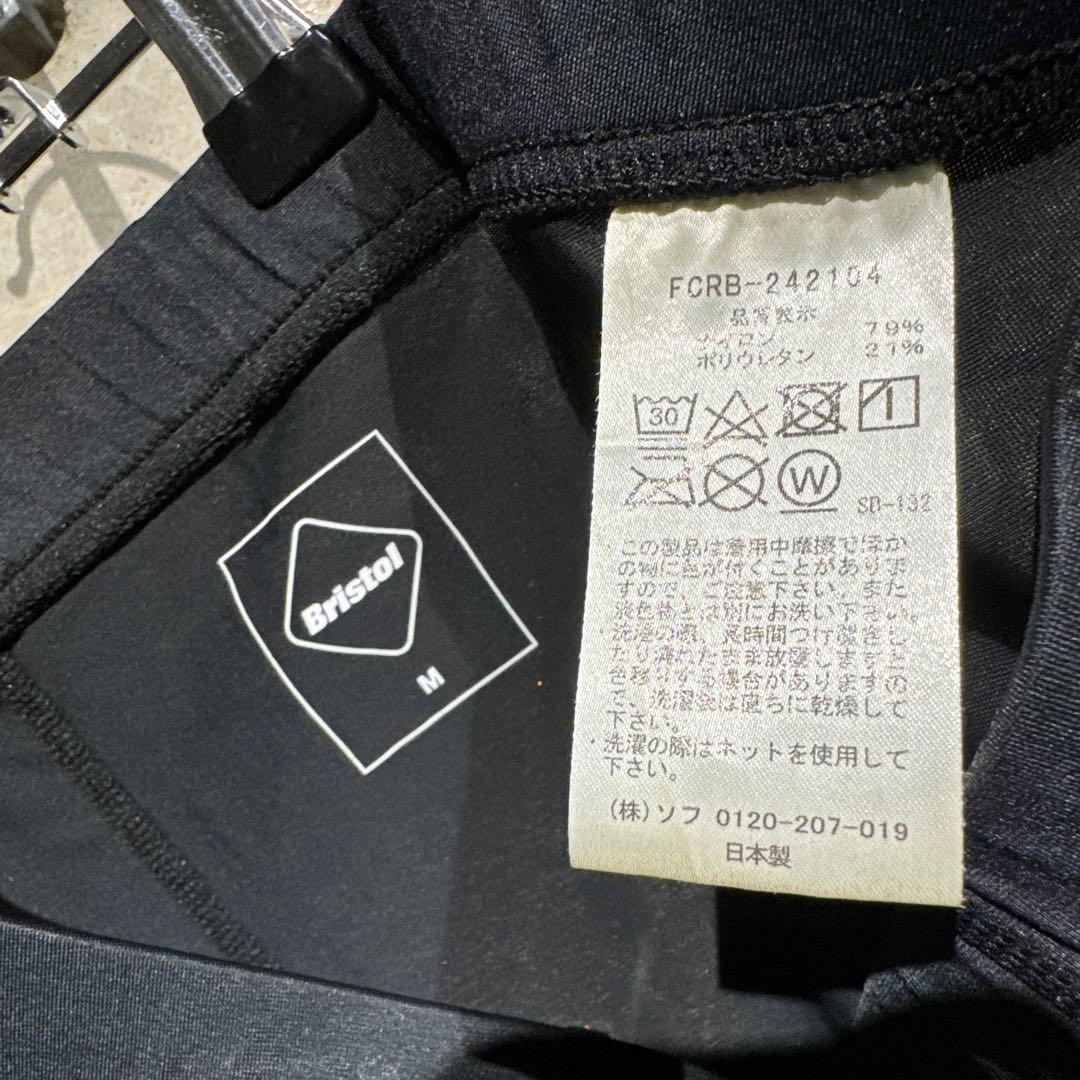 Bristol
M
FCRB-242104
品質表示
ナイロン 79%
ポリウレタン 21%
30
W
SD-132
・この製品は着用中摩擦でほか
の物に色が付くことがありま
すので、ご注意下さい。また
淡色物とは別にお洗い下さい。
・洗濯の際、長時間つけ置きし
たり濡れたまま放置しますと
色移りする場合がありますの
で、洗濯後は直ちに乾燥して
下さい。
・洗濯の際はネットを使用して
下さい。
(株)ソフ 0120-207-019
日本製